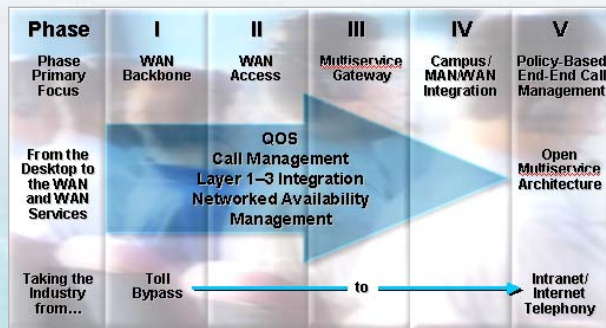 Phase I II III IV V
Phase Primary Focus
WAN Backbone
WAN Access
Multiservice Gateway
Campus/ MAN/WAN Integration
Policy-Based End-End Call Management
From the Desktop to the WAN and WAN Services
QOS
Call Management
Layer 1–3 Integration
Networked Availability
Management
Open Multiservice Architecture
Taking the Industry from...
Toll Bypass
to
Intranet/ Internet Telephony